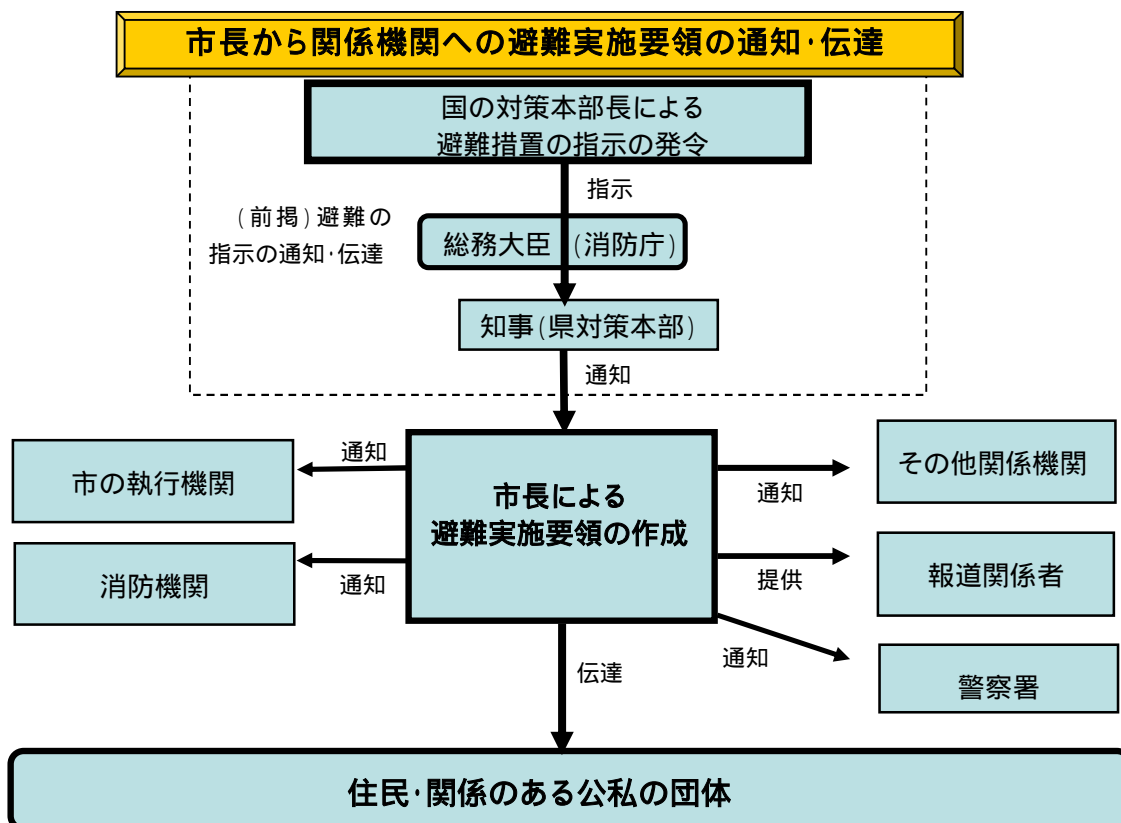 市長から関係機関への避難実施要領の通知･伝達
国の対策本部長による
避難措置の指示の発令
指示
(前掲)避難の
指示の通知･伝達
総務大臣 (消防庁)
知事(県対策本部)
通知
市の執行機関
通知
市長による
避難実施要領の作成
その他関係機関
通知
消防機関
通知
報道関係者
提供
警察署
通知
伝達
住民･関係のある公私の団体